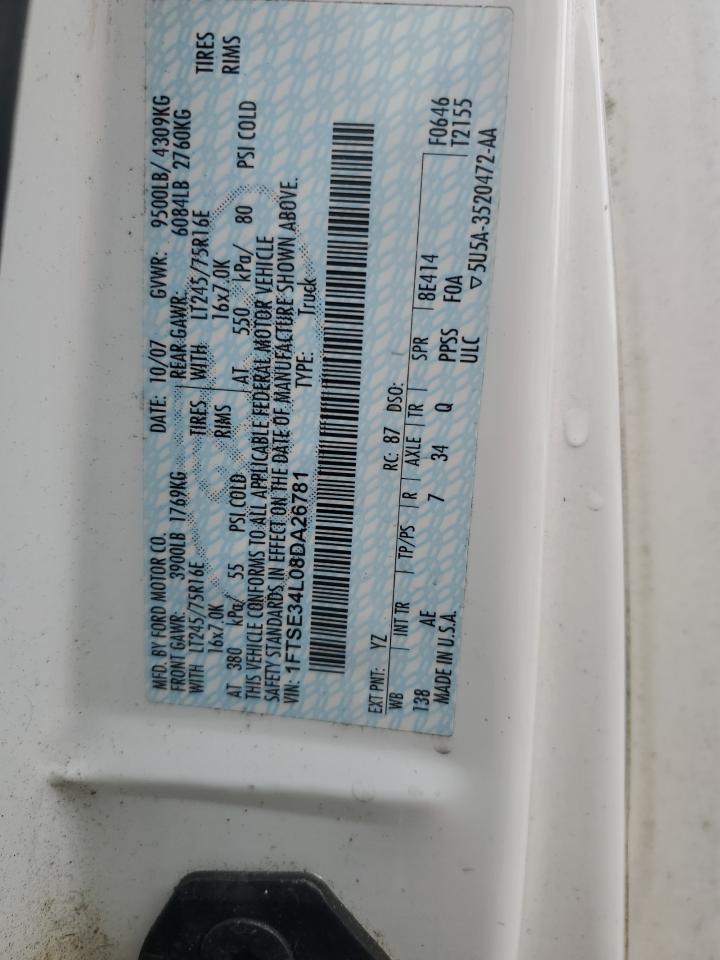 MFD. BY FORD MOTOR CO. DATE: 10/07 GVWR: 9500LB/ 4309KG
FRONT GAWR: 3900LB 1769KG REAR GAWR: 6084LB 2760KG
WITH LT245/75R16E TIRES WITH LT245/75R16E TIRES
16x7.0K RIMS 16x7.0K RIMS
AT 380 kPa/ 55 PSI COLD AT 550 kPa/ 80 PSI COLD
THIS VEHICLE CONFORMS TO ALL APPLICABLE FEDERAL MOTOR VEHICLE
SAFETY STANDARDS IN EFFECT ON THE DATE OF MANUFACTURE SHOWN ABOVE.
VIN: 1FTSE34L08DA26781 TYPE: Truck
EXT PNT: YZ RC: 87 DSO:
WB INT TR TP/PS R AXLE TR SPR 8E414 F0646
138 AE 7 34 Q PPSS FOA T2155
MADE IN U.S.A. ULC ▽5U5A-3520472-AA